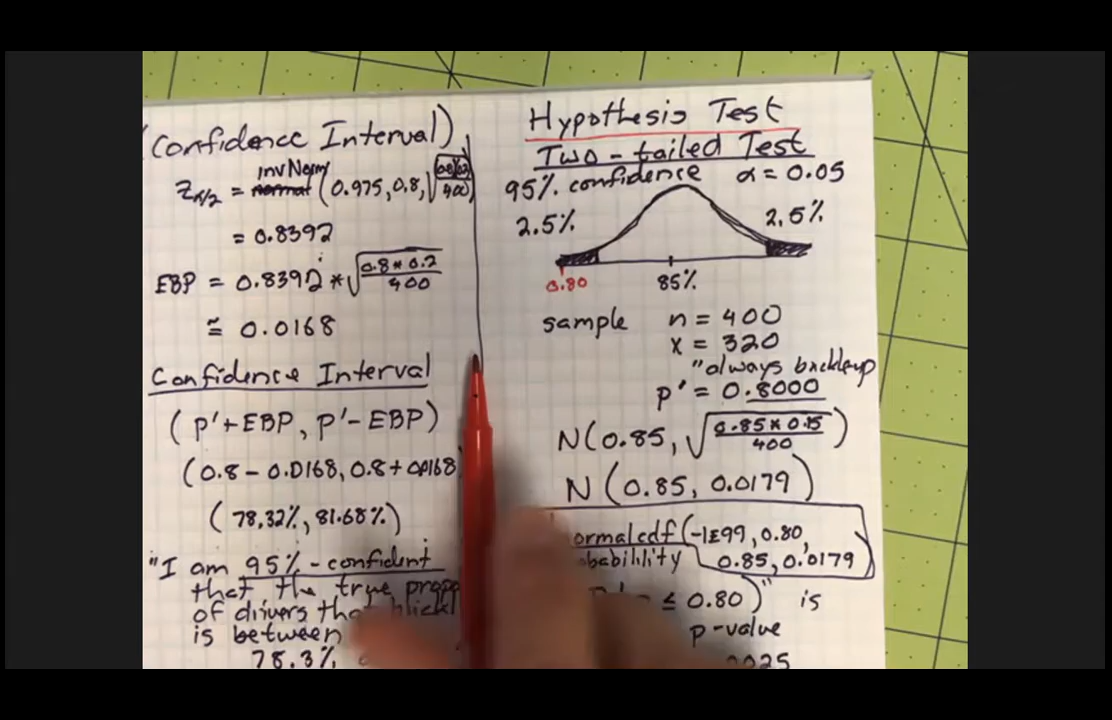 (Confidence Interval)
invNorm
Zα/2 = normal (0.975, 0.8, √0.8*0.2/400)
= 0.8392
EBP = 0.8392 * √0.8*0.2/400
≅ 0.0168
Confidence Interval
(p'+EBP, p'-EBP)
(0.8 - 0.0168, 0.8 + 0.0168
(78.32%, 81.68%)
"I am 95% - confident
that the true
of drivers that click
is between
78.3%
Hypothesis Test
Two-tailed Test
95% confidence α = 0.05
2.5% 2.5%
0.80 85%
sample n = 400
x = 320
"always buckle up
p' = 0.8000
N(0.85, √0.85*0.15/400)
N(0.85, 0.0179)
normalcdf(-1E99, 0.80,
0.85, 0.0179
≤ 0.80)" is
p-value
0025